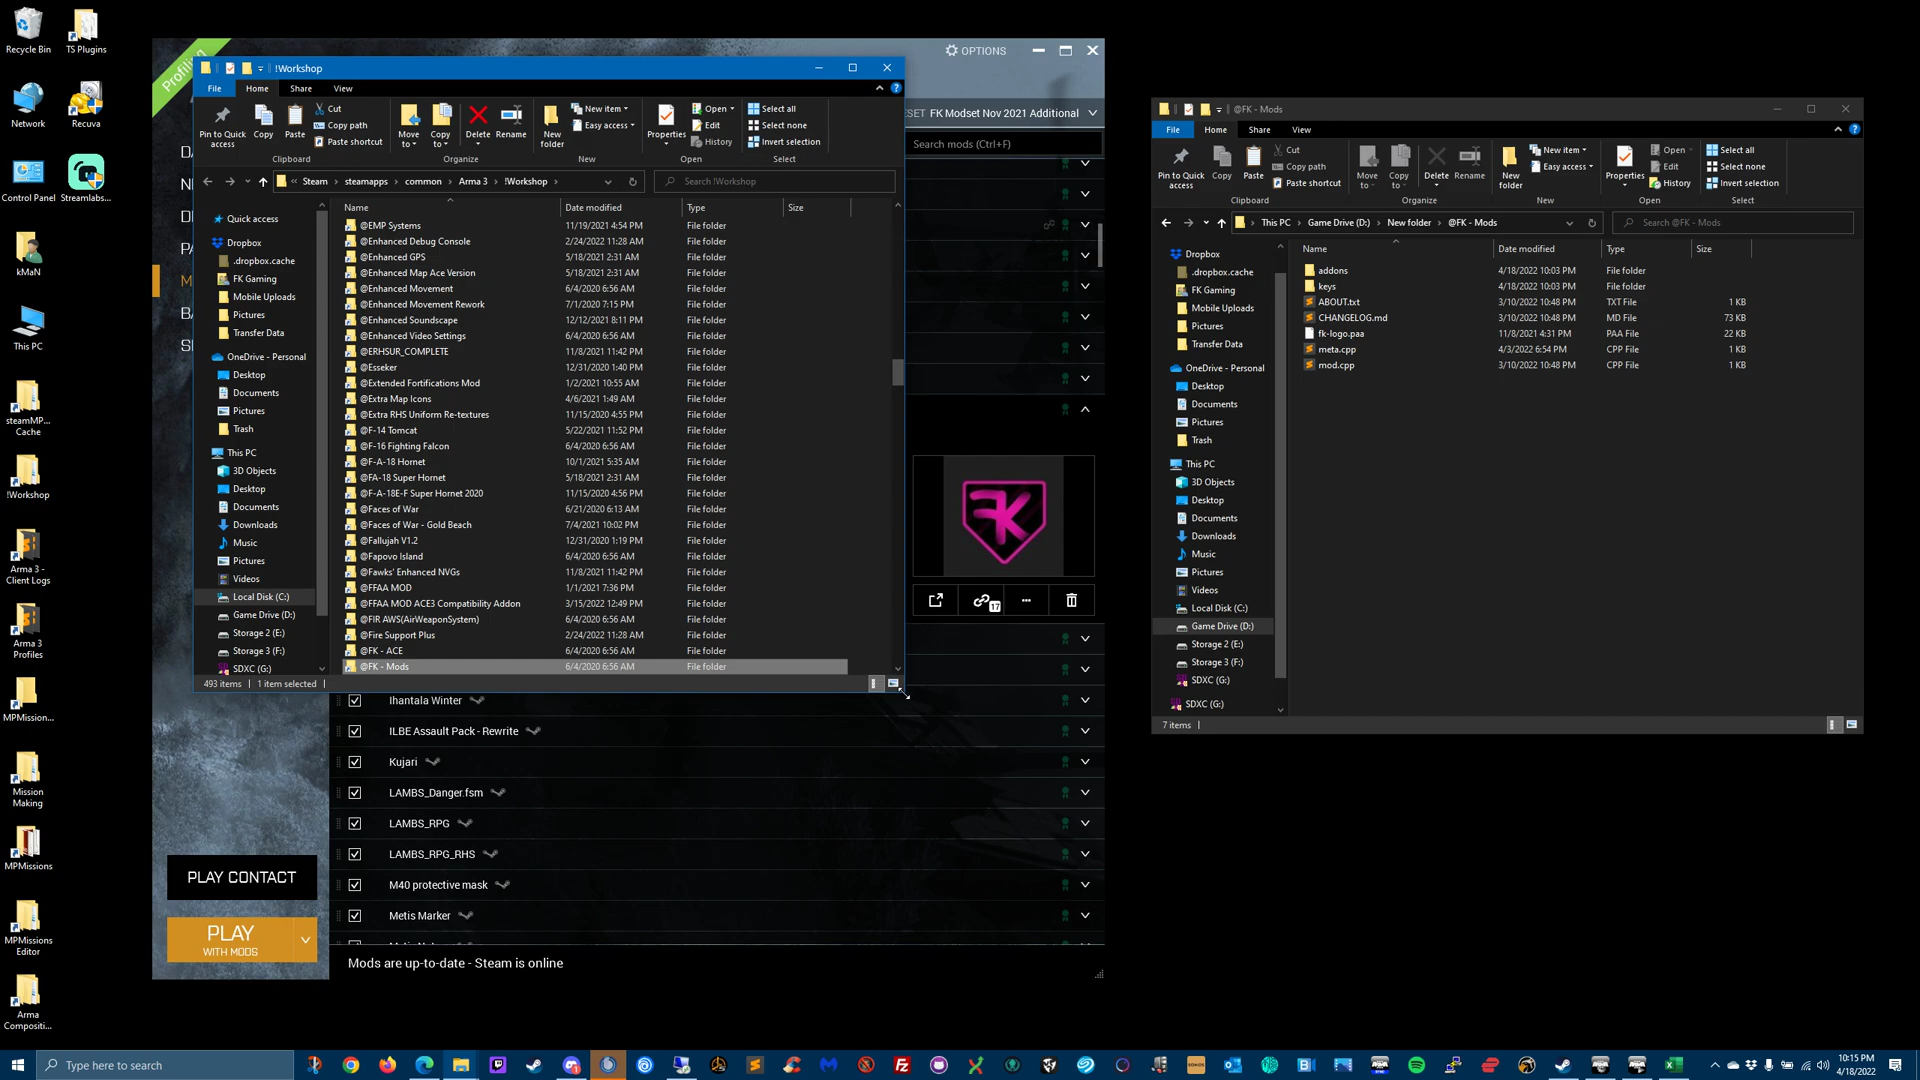 Recycle Bin
TS Plugins
Network
Recuva
Control Panel
Streamlabs...
kMaN
This PC
steamMP...
Cache
!Workshop
Arma 3 -
Client Logs
Arma 3
Profiles
MPMission...
Mission
Making
MPMissions
MPMissions
Editor
Arma
Compositi...
OPTIONS
FK Modset Nov 2021 Additional
Search mods (Ctrl+F)
!Workshop
File
Home
Share
View
Pin to Quick
access
Copy
Paste
Cut
Copy path
Paste shortcut
Move
to
Copy
to
Delete
Rename
New
folder
New item
Easy access
Properties
Open
Edit
History
Select all
Select none
Invert selection
Clipboard
Organize
New
Open
Select
Steam
steamapps
common
Arma 3
!Workshop
Search !Workshop
Quick access
Dropbox
.dropbox.cache
FK Gaming
Mobile Uploads
Pictures
Transfer Data
OneDrive - Personal
Desktop
Documents
Pictures
Trash
This PC
3D Objects
Desktop
Documents
Downloads
Music
Pictures
Videos
Local Disk (C:)
Game Drive (D:)
Storage 2 (E:)
Storage 3 (F:)
SDXC (G:)
Name Date modified Type Size
@EMP Systems 11/19/2021 4:54 PM File folder
@Enhanced Debug Console 2/24/2022 11:28 AM File folder
@Enhanced GPS 5/18/2021 2:31 AM File folder
@Enhanced Map Ace Version 5/18/2021 2:31 AM File folder
@Enhanced Movement 6/4/2020 6:56 AM File folder
@Enhanced Movement Rework 7/1/2020 7:15 PM File folder
@Enhanced Soundscape 12/12/2021 8:11 PM File folder
@Enhanced Video Settings 6/4/2020 6:56 AM File folder
@ERHSUR_COMPLETE 11/8/2021 11:42 PM File folder
@Esseker 12/31/2020 1:40 PM File folder
@Extended Fortifications Mod 1/2/2021 10:55 AM File folder
@Extra Map Icons 4/6/2021 1:49 AM File folder
@Extra RHS Uniform Re-textures 11/15/2020 4:55 PM File folder
@F-14 Tomcat 5/22/2021 11:52 PM File folder
@F-16 Fighting Falcon 6/4/2020 6:56 AM File folder
@F-A-18 Hornet 10/1/2021 5:35 AM File folder
@FA-18 Super Hornet 5/18/2021 2:31 AM File folder
@F-A-18E-F Super Hornet 2020 11/15/2020 4:56 PM File folder
@Faces of War 6/21/2020 6:13 AM File folder
@Faces of War - Gold Beach 7/4/2021 10:02 PM File folder
@Fallujah V1.2 12/31/2020 1:19 PM File folder
@Fapovo Island 6/4/2020 6:56 AM File folder
@Fawks' Enhanced NVGs 11/8/2021 11:42 PM File folder
@FFAA MOD 1/1/2021 7:36 PM File folder
@FFAA MOD ACE3 Compatibility Addon 3/15/2022 12:49 PM File folder
@FIR AWS(AirWeaponSystem) 6/4/2020 6:56 AM File folder
@Fire Support Plus 2/24/2022 11:28 AM File folder
@FK - ACE 6/4/2020 6:56 AM File folder
@FK - Mods 6/4/2020 6:56 AM File folder
493 items
1 item selected
FK
17
Ihantala Winter
ILBE Assault Pack - Rewrite
Kujari
LAMBS_Danger.fsm
LAMBS_RPG
LAMBS_RPG_RHS
M40 protective mask
Metis Marker
PLAY CONTACT
PLAY
WITH MODS
Mods are up-to-date - Steam is online
@FK - Mods
File
Home
Share
View
Pin to Quick
access
Copy
Paste
Cut
Copy path
Paste shortcut
Move
to
Copy
to
Delete
Rename
New
folder
New item
Easy access
Properties
Open
Edit
History
Select all
Select none
Invert selection
Clipboard
Organize
New
Open
Select
This PC
Game Drive (D:)
New folder
@FK - Mods
Search @FK - Mods
Dropbox
.dropbox.cache
FK Gaming
Mobile Uploads
Pictures
Transfer Data
OneDrive - Personal
Desktop
Documents
Pictures
Trash
This PC
3D Objects
Desktop
Documents
Downloads
Music
Pictures
Videos
Local Disk (C:)
Game Drive (D:)
Storage 2 (E:)
Storage 3 (F:)
SDXC (G:)
SDXC (G:)
Name Date modified Type Size
addons 4/18/2022 10:03 PM File folder
keys 4/18/2022 10:03 PM File folder
ABOUT.txt 3/10/2022 10:48 PM TXT File 1 KB
CHANGELOG.md 3/10/2022 10:48 PM MD File 73 KB
fk-logo.paa 11/8/2021 4:31 PM PAA File 22 KB
meta.cpp 4/3/2022 6:54 PM CPP File 1 KB
mod.cpp 3/10/2022 10:48 PM CPP File 1 KB
7 items
Type here to search
10:15 PM
4/18/2022